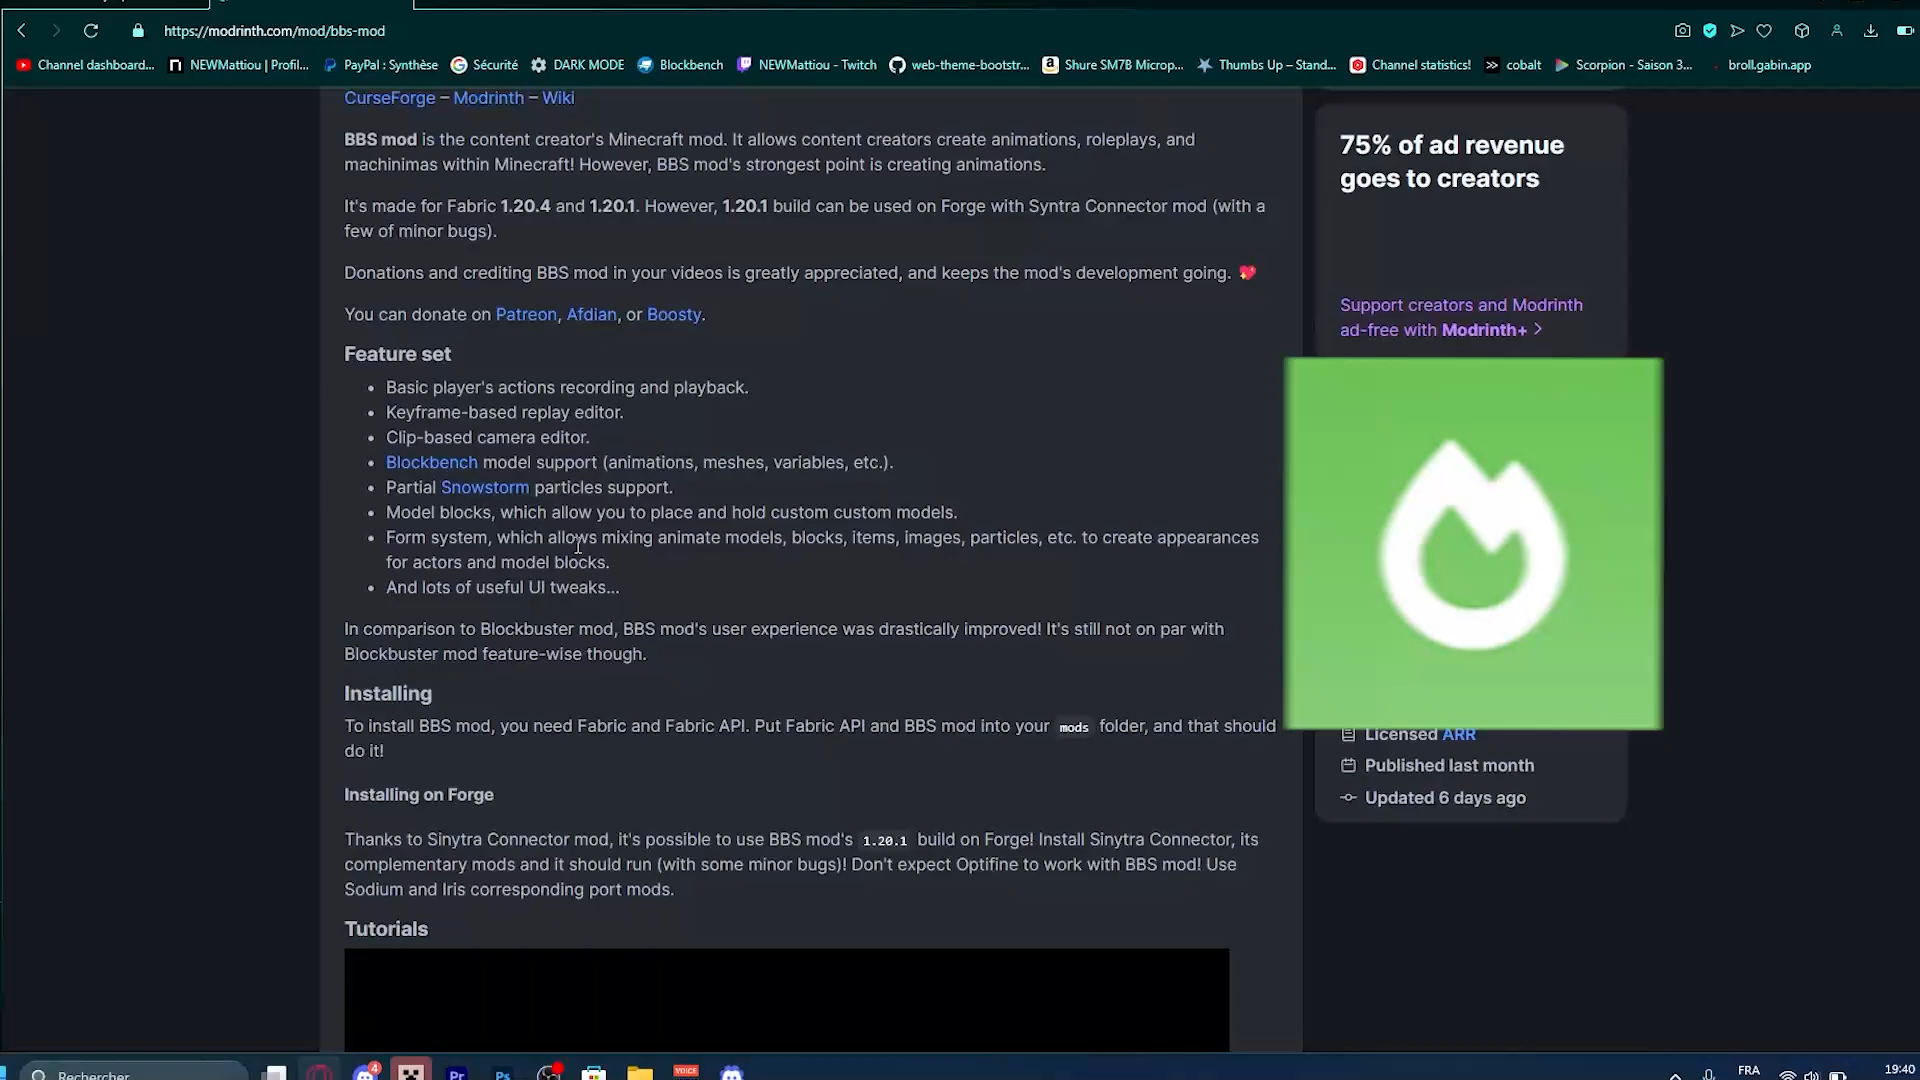 https://modrinth.com/mod/bbs-mod
Channel dashboard... NEWMattiou | Profil... PayPal : Synthèse Sécurité DARK MODE Blockbench NEWMattiou - Twitch web-theme-bootstr... Shure SM7B Microp... Thumbs Up – Stand... Channel statistics! cobalt Scorpion - Saison 3... broll.gabin.app
CurseForge – Modrinth – Wiki
BBS mod is the content creator's Minecraft mod. It allows content creators create animations, roleplays, and
machinimas within Minecraft! However, BBS mod's strongest point is creating animations.
It's made for Fabric 1.20.4 and 1.20.1. However, 1.20.1 build can be used on Forge with Syntra Connector mod (with a
few of minor bugs).
Donations and crediting BBS mod in your videos is greatly appreciated, and keeps the mod's development going. 💖
You can donate on Patreon, Afdian, or Boosty.
Feature set
• Basic player's actions recording and playback.
• Keyframe-based replay editor.
• Clip-based camera editor.
• Blockbench model support (animations, meshes, variables, etc.).
• Partial Snowstorm particles support.
• Model blocks, which allow you to place and hold custom custom models.
• Form system, which allows mixing animate models, blocks, items, images, particles, etc. to create appearances
for actors and model blocks.
• And lots of useful UI tweaks...
In comparison to Blockbuster mod, BBS mod's user experience was drastically improved! It's still not on par with
Blockbuster mod feature-wise though.
Installing
To install BBS mod, you need Fabric and Fabric API. Put Fabric API and BBS mod into your mods folder, and that should
do it!
Installing on Forge
Thanks to Sinytra Connector mod, it's possible to use BBS mod's 1.20.1 build on Forge! Install Sinytra Connector, its
complementary mods and it should run (with some minor bugs)! Don't expect Optifine to work with BBS mod! Use
Sodium and Iris corresponding port mods.
Tutorials
75% of ad revenue
goes to creators
Support creators and Modrinth
ad-free with Modrinth+ >
Licensed ARR
Published last month
Updated 6 days ago
Rechercher
4
Pr
Ps
VOICE
FRA
19:40